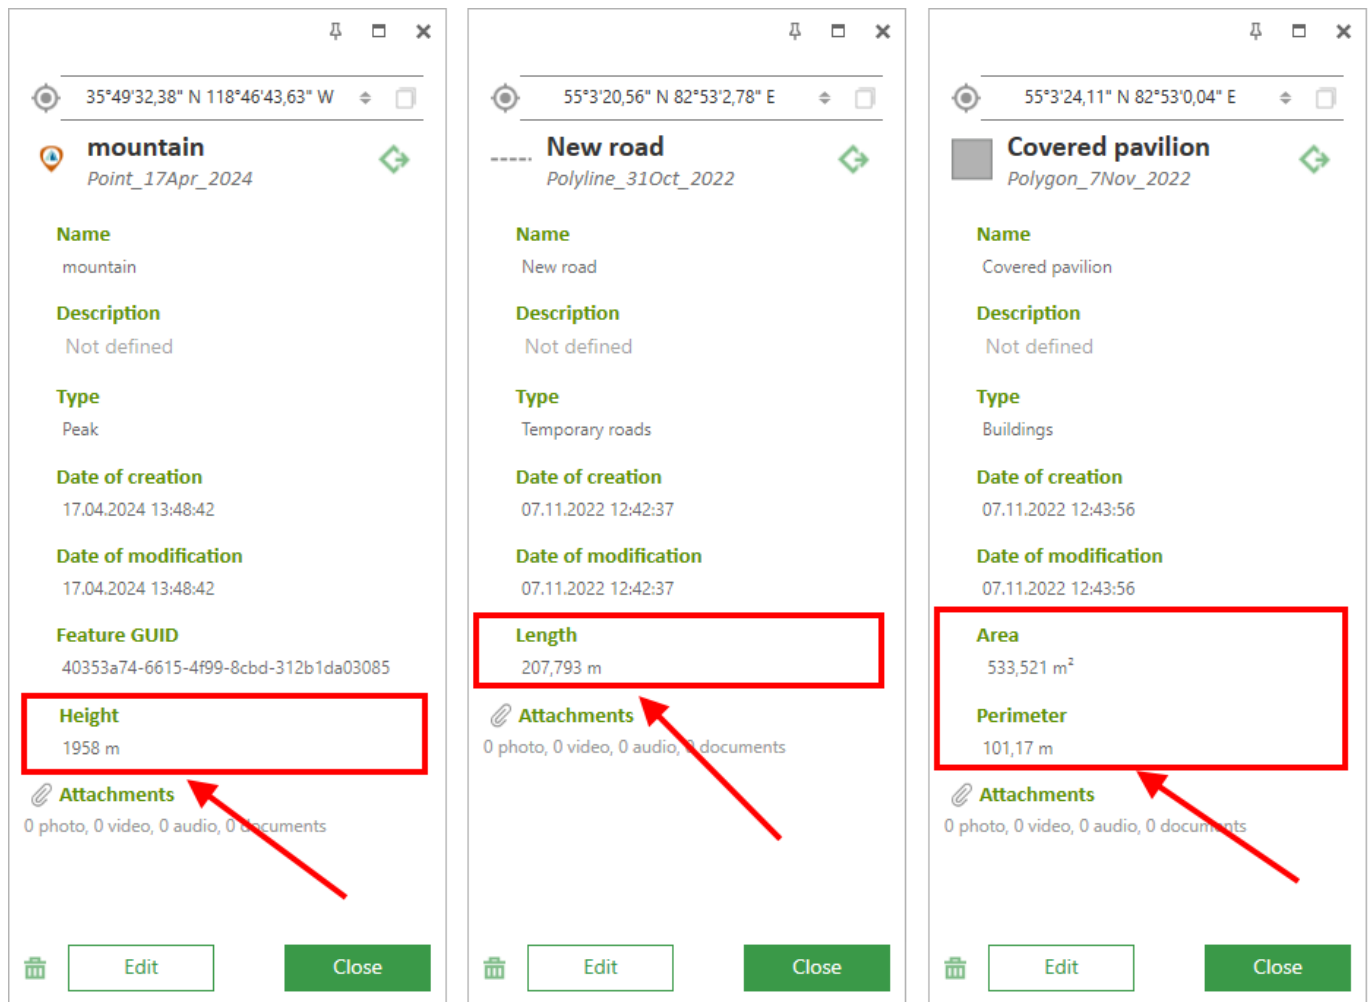 35°49'32,38" N 118°46'43,63" W
mountain
Point_17Apr_2024
Name
mountain
Description
Not defined
Type
Peak
Date of creation
17.04.2024 13:48:42
Date of modification
17.04.2024 13:48:42
Feature GUID
40353a74-6615-4f99-8cbd-312b1da03085
Height
1958 m
Attachments
0 photo, 0 video, 0 audio, 0 documents
Edit
Close
55°3'20,56" N 82°53'2,78" E
New road
Polyline_31Oct_2022
Name
New road
Description
Not defined
Type
Temporary roads
Date of creation
07.11.2022 12:42:37
Date of modification
07.11.2022 12:42:37
Length
207,793 m
Attachments
0 photo, 0 video, 0 audio, 0 documents
Edit
Close
55°3'24,11" N 82°53'0,04" E
Covered pavilion
Polygon_7Nov_2022
Name
Covered pavilion
Description
Not defined
Type
Buildings
Date of creation
07.11.2022 12:43:56
Date of modification
07.11.2022 12:43:56
Area
533,521 m²
Perimeter
101,17 m
Attachments
0 photo, 0 video, 0 audio, 0 documents
Edit
Close